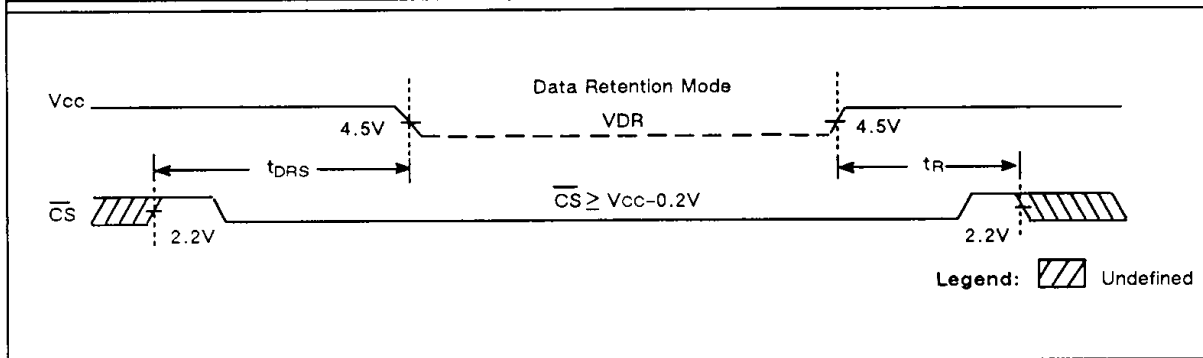 Data Retention Mode
Vcc
4.5V
VDR
4.5V
tDRS
tR
CS
2.2V
CS ≥ Vcc-0.2V
2.2V
Legend: Undefined